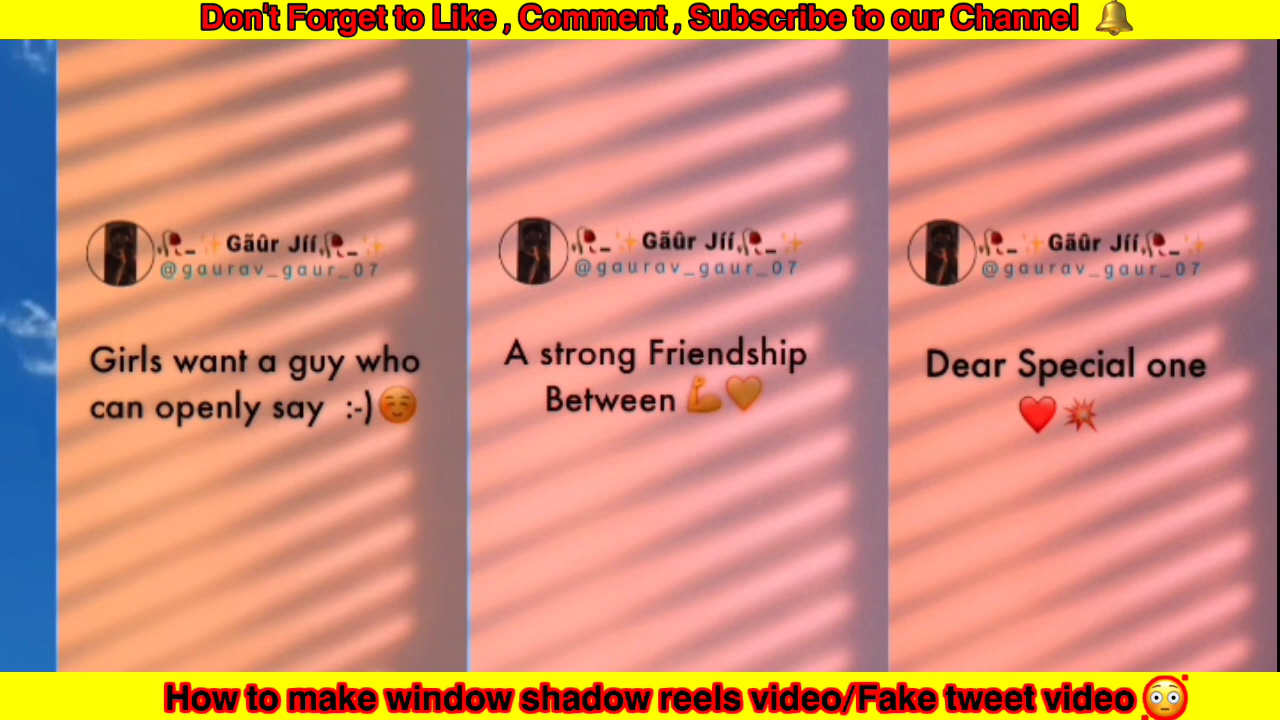 Don't Forget to Like , Comment , Subscribe to our Channel 🔔
🥀_✨Gãûr Jíí🥀_✨
@gaurav_gaur_07
Girls want a guy who
can openly say :-)☺️
🥀_✨Gãûr Jíí🥀_✨
@gaurav_gaur_07
A strong Friendship
Between💪💛
🥀_✨Gãûr Jíí🥀_✨
@gaurav_gaur_07
Dear Special one
❤️💥
How to make window shadow reels video/Fake tweet video😳